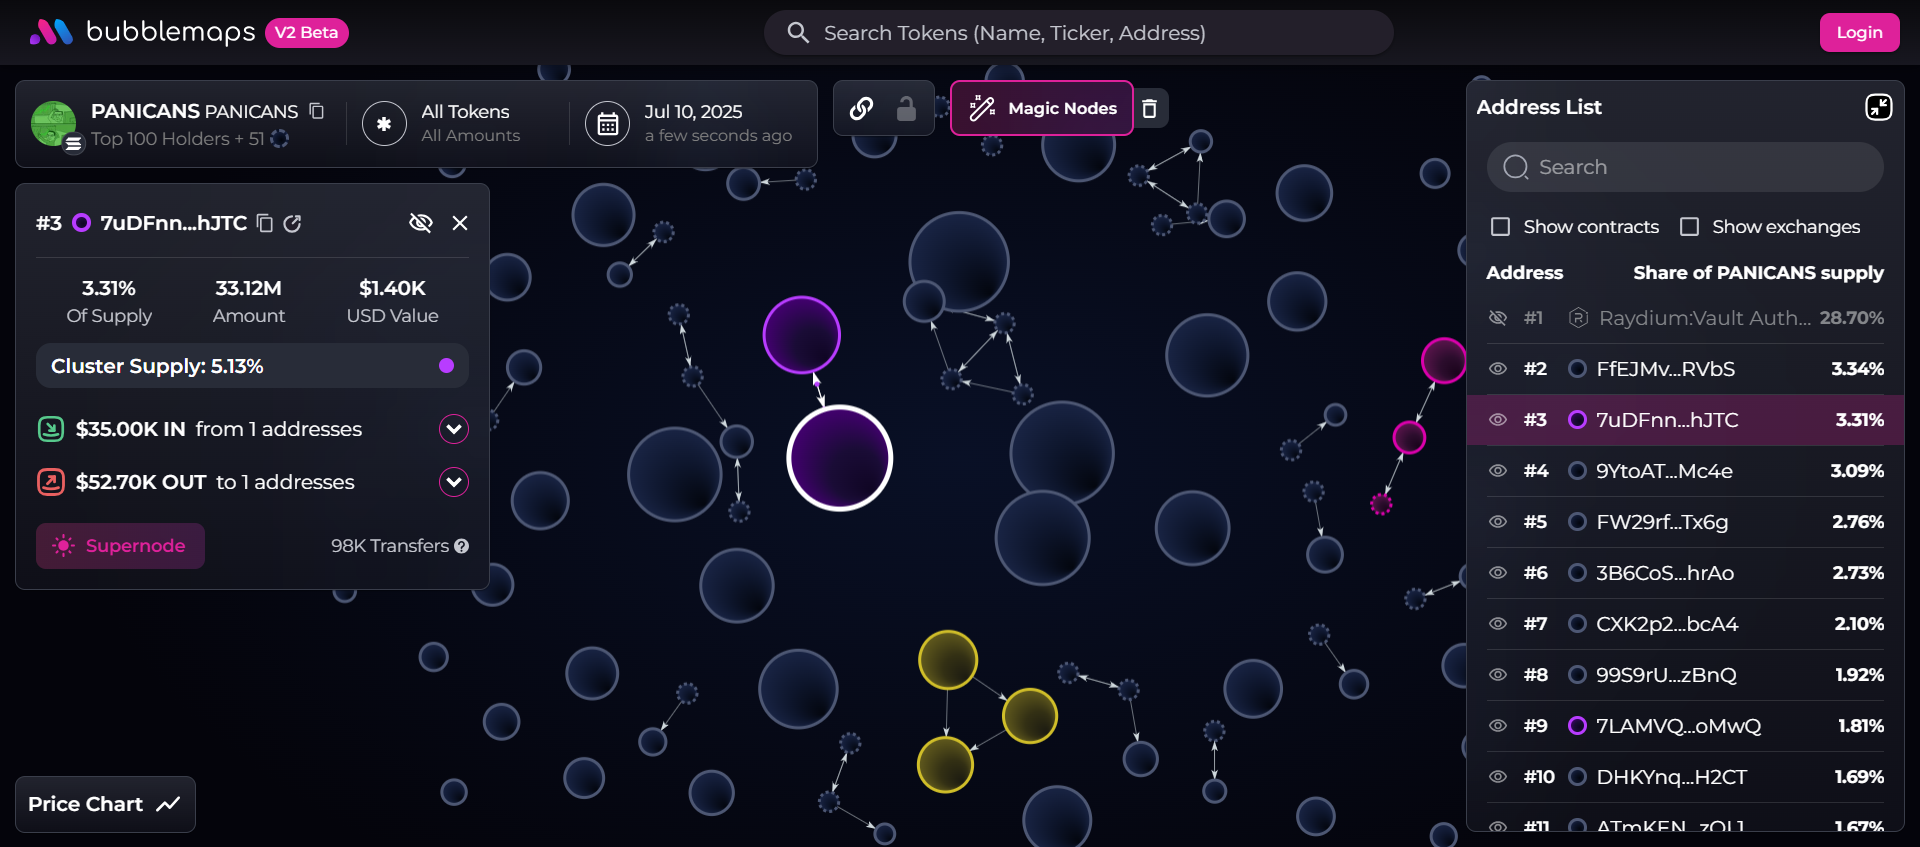 bubblemaps V2 Beta
Search Tokens (Name, Ticker, Address)
Login
PANICANS PANICANS
Top 100 Holders + 51
All Tokens
All Amounts
Jul 10, 2025
a few seconds ago
Magic Nodes
#3 7uDFnn...hJTC
3.31% 33.12M $1.40K
Of Supply Amount USD Value
Cluster Supply: 5.13%
$35.00K IN from 1 addresses
$52.70K OUT to 1 addresses
Supernode 98K Transfers
Price Chart
Address List
Search
Show contracts Show exchanges
Address Share of PANICANS supply
#1 Raydium:Vault Auth... 28.70%
#2 FfEJMv...RVbS 3.34%
#3 7uDFnn...hJTC 3.31%
#4 9YtoAT...Mc4e 3.09%
#5 FW29rf...Tx6g 2.76%
#6 3B6CoS...hrAo 2.73%
#7 CXK2p2...bcA4 2.10%
#8 99S9rU...zBnQ 1.92%
#9 7LAMVQ...oMwQ 1.81%
#10 DHKYnq...H2CT 1.69%
#11 1.67%